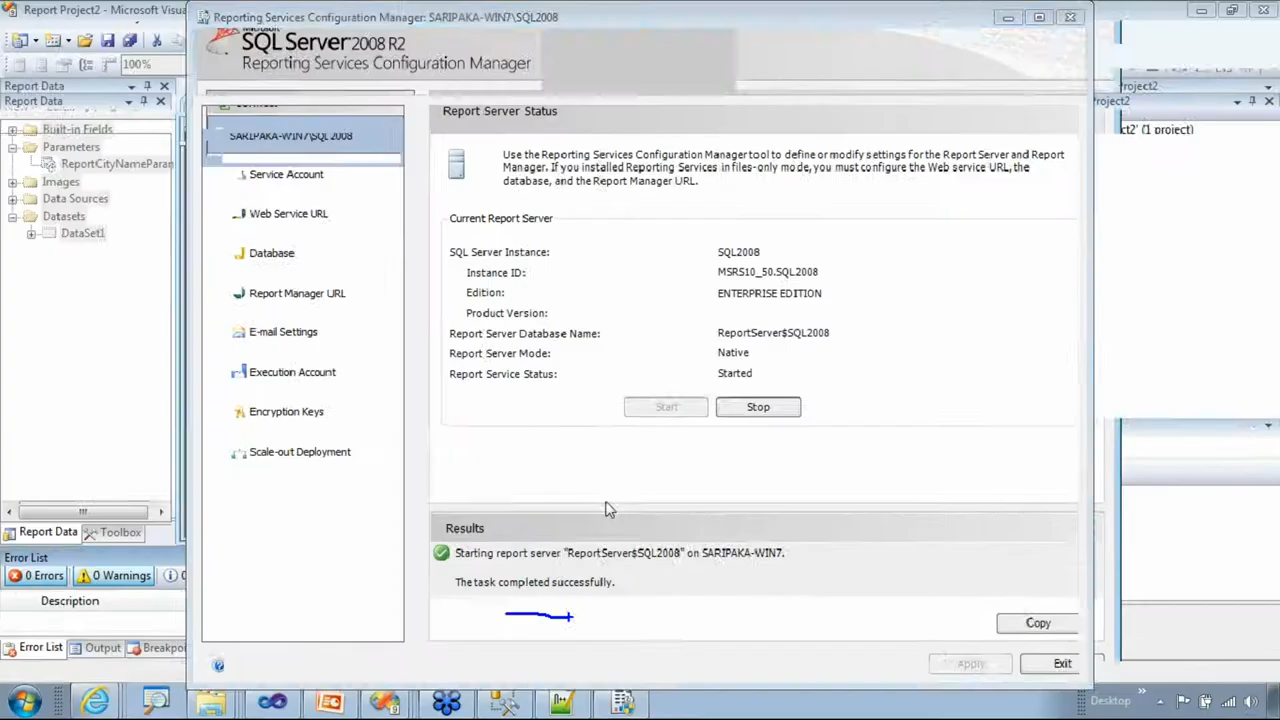 Report Project2 - Microsoft Visua
Reporting Services Configuration Manager: SARIPAKA-WIN7\SQL2008
SQL Server 2008 R2
Reporting Services Configuration Manager
100%
Report Data
Report Data
Built-in Fields
Parameters
ReportCityNameParan
Images
Data Sources
Datasets
DataSet1
SARIPAKA-WIN7\SQL2008
Service Account
Web Service URL
Database
Report Manager URL
E-mail Settings
Execution Account
Encryption Keys
Scale-out Deployment
Report Server Status
Use the Reporting Services Configuration Manager tool to define or modify settings for the Report Server and Report
Manager. If you installed Reporting Services in files-only mode, you must configure the Web service URL, the
database, and the Report Manager URL.
Current Report Server
SQL Server Instance: SQL2008
Instance ID: MSRS10_50.SQL2008
Edition: ENTERPRISE EDITION
Product Version:
Report Server Database Name: ReportServer$SQL2008
Report Server Mode: Native
Report Service Status: Started
Start Stop
Results
Starting report server "ReportServer$SQL2008" on SARIPAKA-WIN7.
The task completed successfully.
Copy
Apply Exit
roject2
Project2
ct2' (1 project)
Report Data Toolbox
Error List
0 Errors 0 Warnings 0
Description
Error List Output Breakpo
Desktop